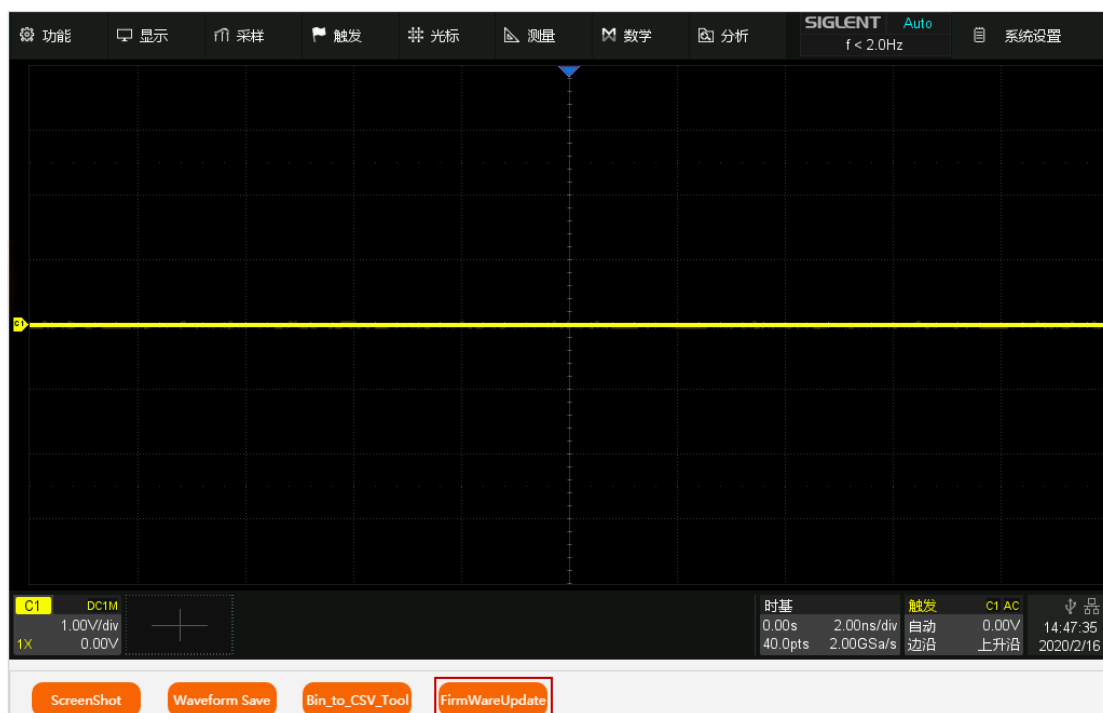 功能 显示 采样 触发 光标 测量 数学 分析 SIGLENT Auto 系统设置
f < 2.0Hz
C1
C1 DC1M 时基 触发 C1 AC
1.00V/div 0.00s 2.00ns/div 自动 0.00V 14:47:35
1X 0.00V 40.0pts 2.00GSa/s 边沿 上升沿 2020/2/16
ScreenShot Waveform Save Bin_to_CSV_Tool FirmWareUpdate